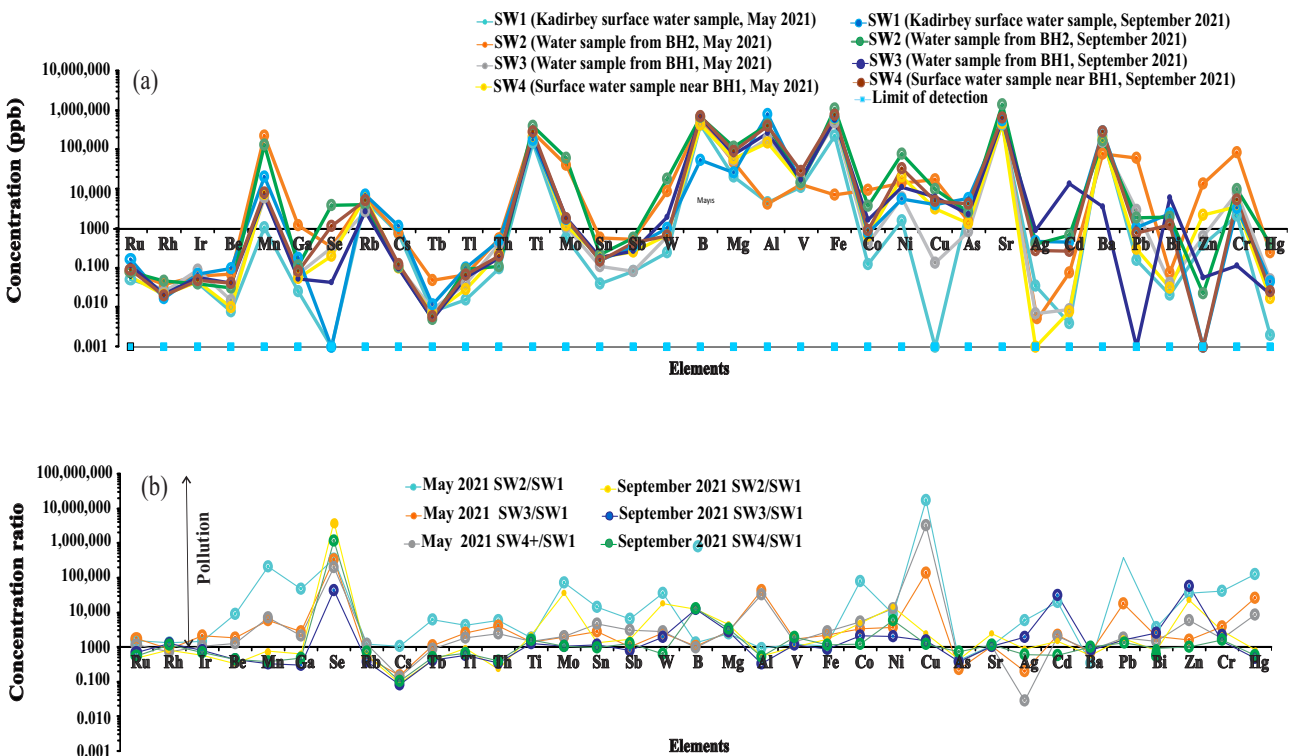 SW1 (Kadirbey surface water sample, May 2021)
SW2 (Water sample from BH2, May 2021)
SW3 (Water sample from BH1, May 2021)
SW4 (Surface water sample near BH1, May 2021)
SW1 (Kadirbey surface water sample, September 2021)
SW2 (Water sample from BH2, September 2021)
SW3 (Water sample from BH1, September 2021)
SW4 (Surface water sample near BH1, September 2021)
Limit of detection
(a)
Concentration (ppb)
10,000,000
1,000,000
100,000
10,000
1000
0.100
0.010
0.001
Mayıs
Ru Rh Ir Be Mn Ga Se Rb Cs Tb Tl Th Ti Mo Sn Sb W B Mg Al V Fe Co Ni Cu As Sr Ag Cd Ba Pb Bi Zn Cr Hg
Elements
(b)
Pollution
May 2021 SW2/SW1
May 2021 SW3/SW1
May 2021 SW4+/SW1
September 2021 SW2/SW1
September 2021 SW3/SW1
September 2021 SW4/SW1
Concentration ratio
100,000,000
10,000,000
1,000,000
100,000
10,000
1000
0.100
0.010
0.001
Ru Rh Ir Be Mn Ga Se Rb Cs Tb Tl Th Ti Mo Sn Sb W B Mg Al V Fe Co Ni Cu As Sr Ag Cd Ba Pb Bi Zn Cr Hg
Elements